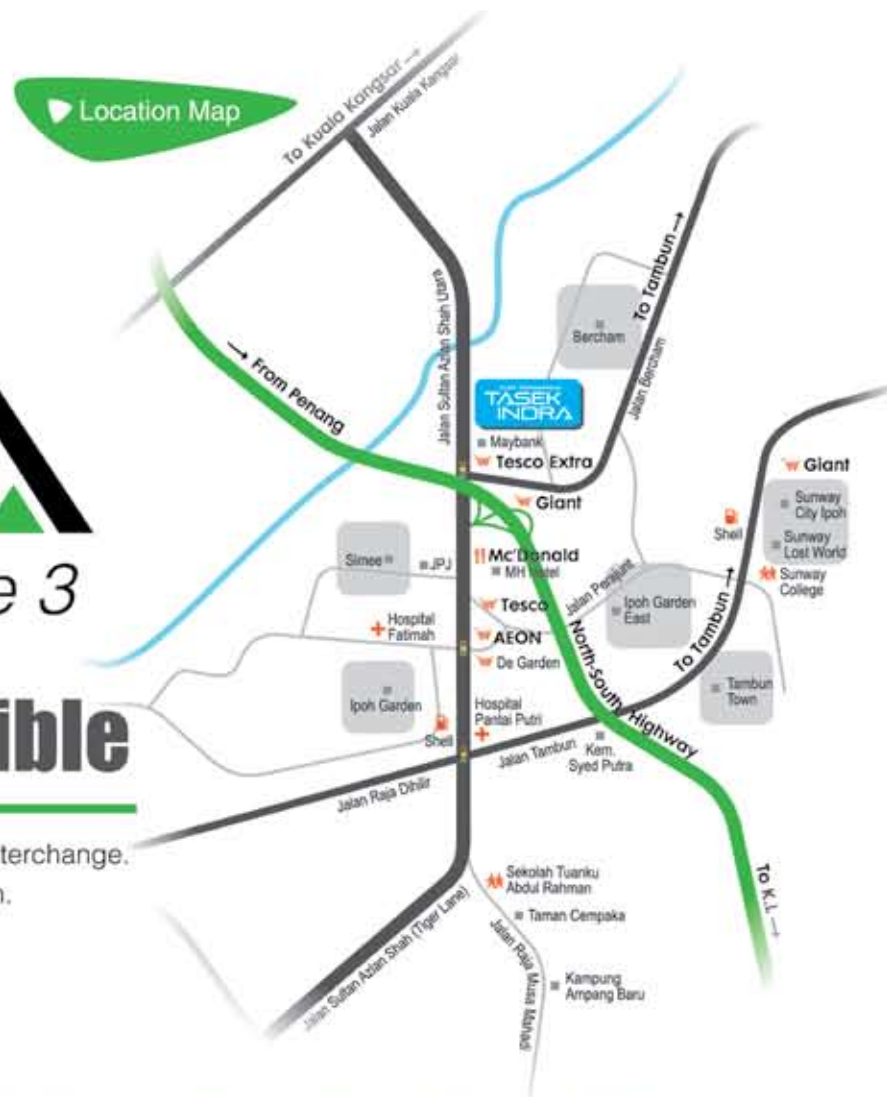 Location Map
To Kuala Kangsar →
Jalan Kuala Kangsar
Jalan Sultan Azlan Shah Utara
→ From Penang
To Tambun →
Bercham
Jalan Bercham
TASEK
INDRA
Maybank
Tesco Extra
Giant
Giant
Sunway
City Ipoh
Shell
Sunway
Lost World
Sunway
College
Simee
JPJ
Mc'Donald
MH Hotel
Tesco
Ipoh Garden
East
Hospital
Fatimah
AEON
De Garden
North-South Highway
To Tambun →
Tambun
Town
Ipoh Garden
Shell
Hospital
Pantai Putri
Jalan Tambun
Kem.
Syed Putra
Jalan Raja Dihilir
e 3
ible
terchange.
To K.L →
Sekolah Tuanku
Abdul Rahman
Taman Cempaka
Jalan Sultan Azlan Shah (Tiger Lane)
Jalan Raja Musa Mahadi
Kampung
Ampang Baru